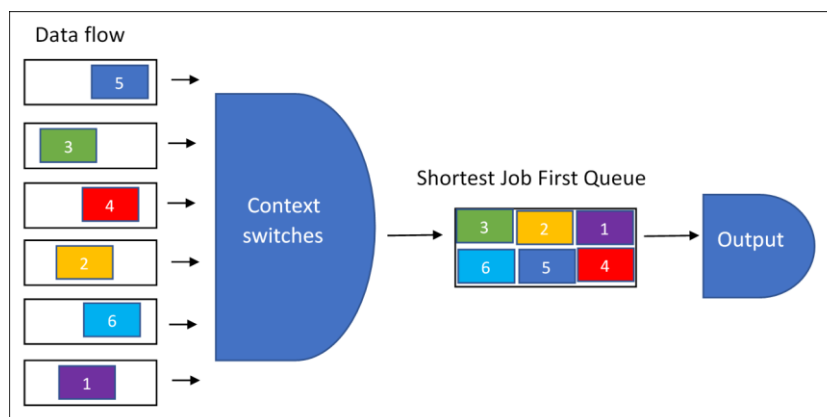 Data flow
5
3
4
2
6
1
Context
switches
Shortest Job First Queue
3 2 1
6 5 4
Output